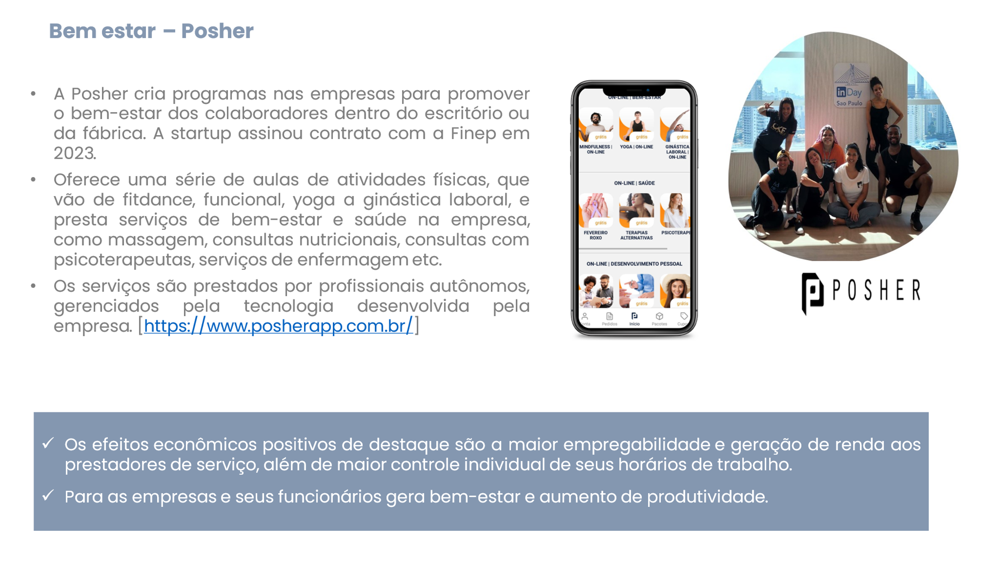 Bem estar – Posher
• A Posher cria programas nas empresas para promover
o bem-estar dos colaboradores dentro do escritório ou
da fábrica. A startup assinou contrato com a Finep em
2023.
• Oferece uma série de aulas de atividades físicas, que
vão de fitdance, funcional, yoga a ginástica laboral, e
presta serviços de bem-estar e saúde na empresa,
como massagem, consultas nutricionais, consultas com
psicoterapeutas, serviços de enfermagem etc.
• Os serviços são prestados por profissionais autônomos,
gerenciados pela tecnologia desenvolvida pela
empresa. [https://www.posherapp.com.br/]
ON-LINE | BEM-ESTAR
grátis grátis grátis
MINDFULNESS | YOGA | ON-LINE GINÁSTICA
ON-LINE LABORAL |
ON-LINE
ON-LINE | SAÚDE
grátis grátis grátis
FEVEREIRO TERAPIAS PSICOTERAPI
ROXO ALTERNATIVAS
ON-LINE | DESENVOLVIMENTO PESSOAL
grátis grátis
onta Pedidos Início Pacotes Cupo
in Day
Sao Paulo
POSHER
✓ Os efeitos econômicos positivos de destaque são a maior empregabilidade e geração de renda aos
prestadores de serviço, além de maior controle individual de seus horários de trabalho.
✓ Para as empresas e seus funcionários gera bem-estar e aumento de produtividade.